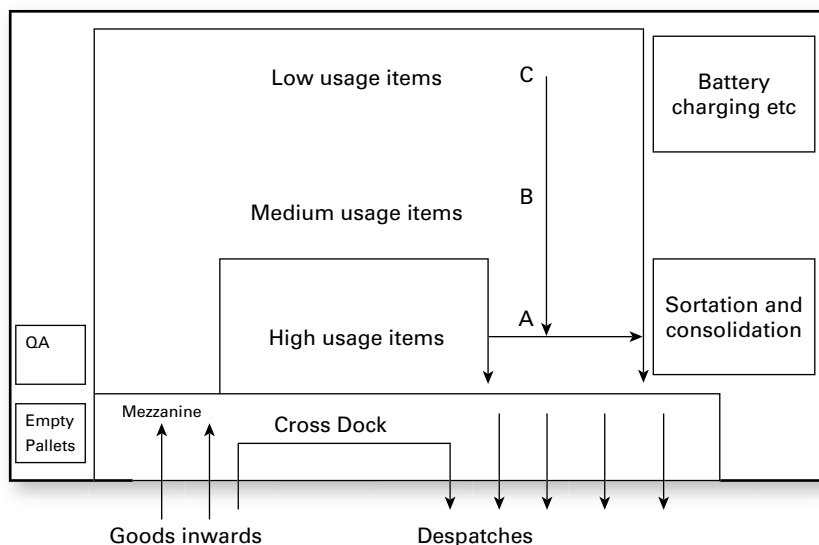 Low usage items
C
Battery
charging etc
B
Medium usage items
A
High usage items
Sortation and
consolidation
QA
Mezzanine
Empty
Pallets
Cross Dock
Goods inwards
Despatches